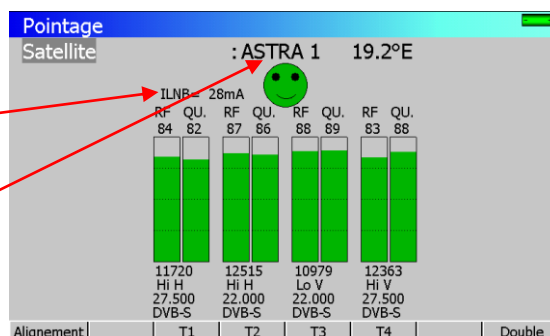 Pointage
Satellite : ASTRA 1 19.2°E
ILNB= 28mA
RF QU. RF QU. RF QU. RF QU.
84 82 87 86 88 89 83 88
11720 12515 10979 12363
Hi H Hi H Lo V Hi V
27.500 22.000 22.000 27.500
DVB-S DVB-S DVB-S DVB-S
Alignement T1 T2 T3 T4 Double